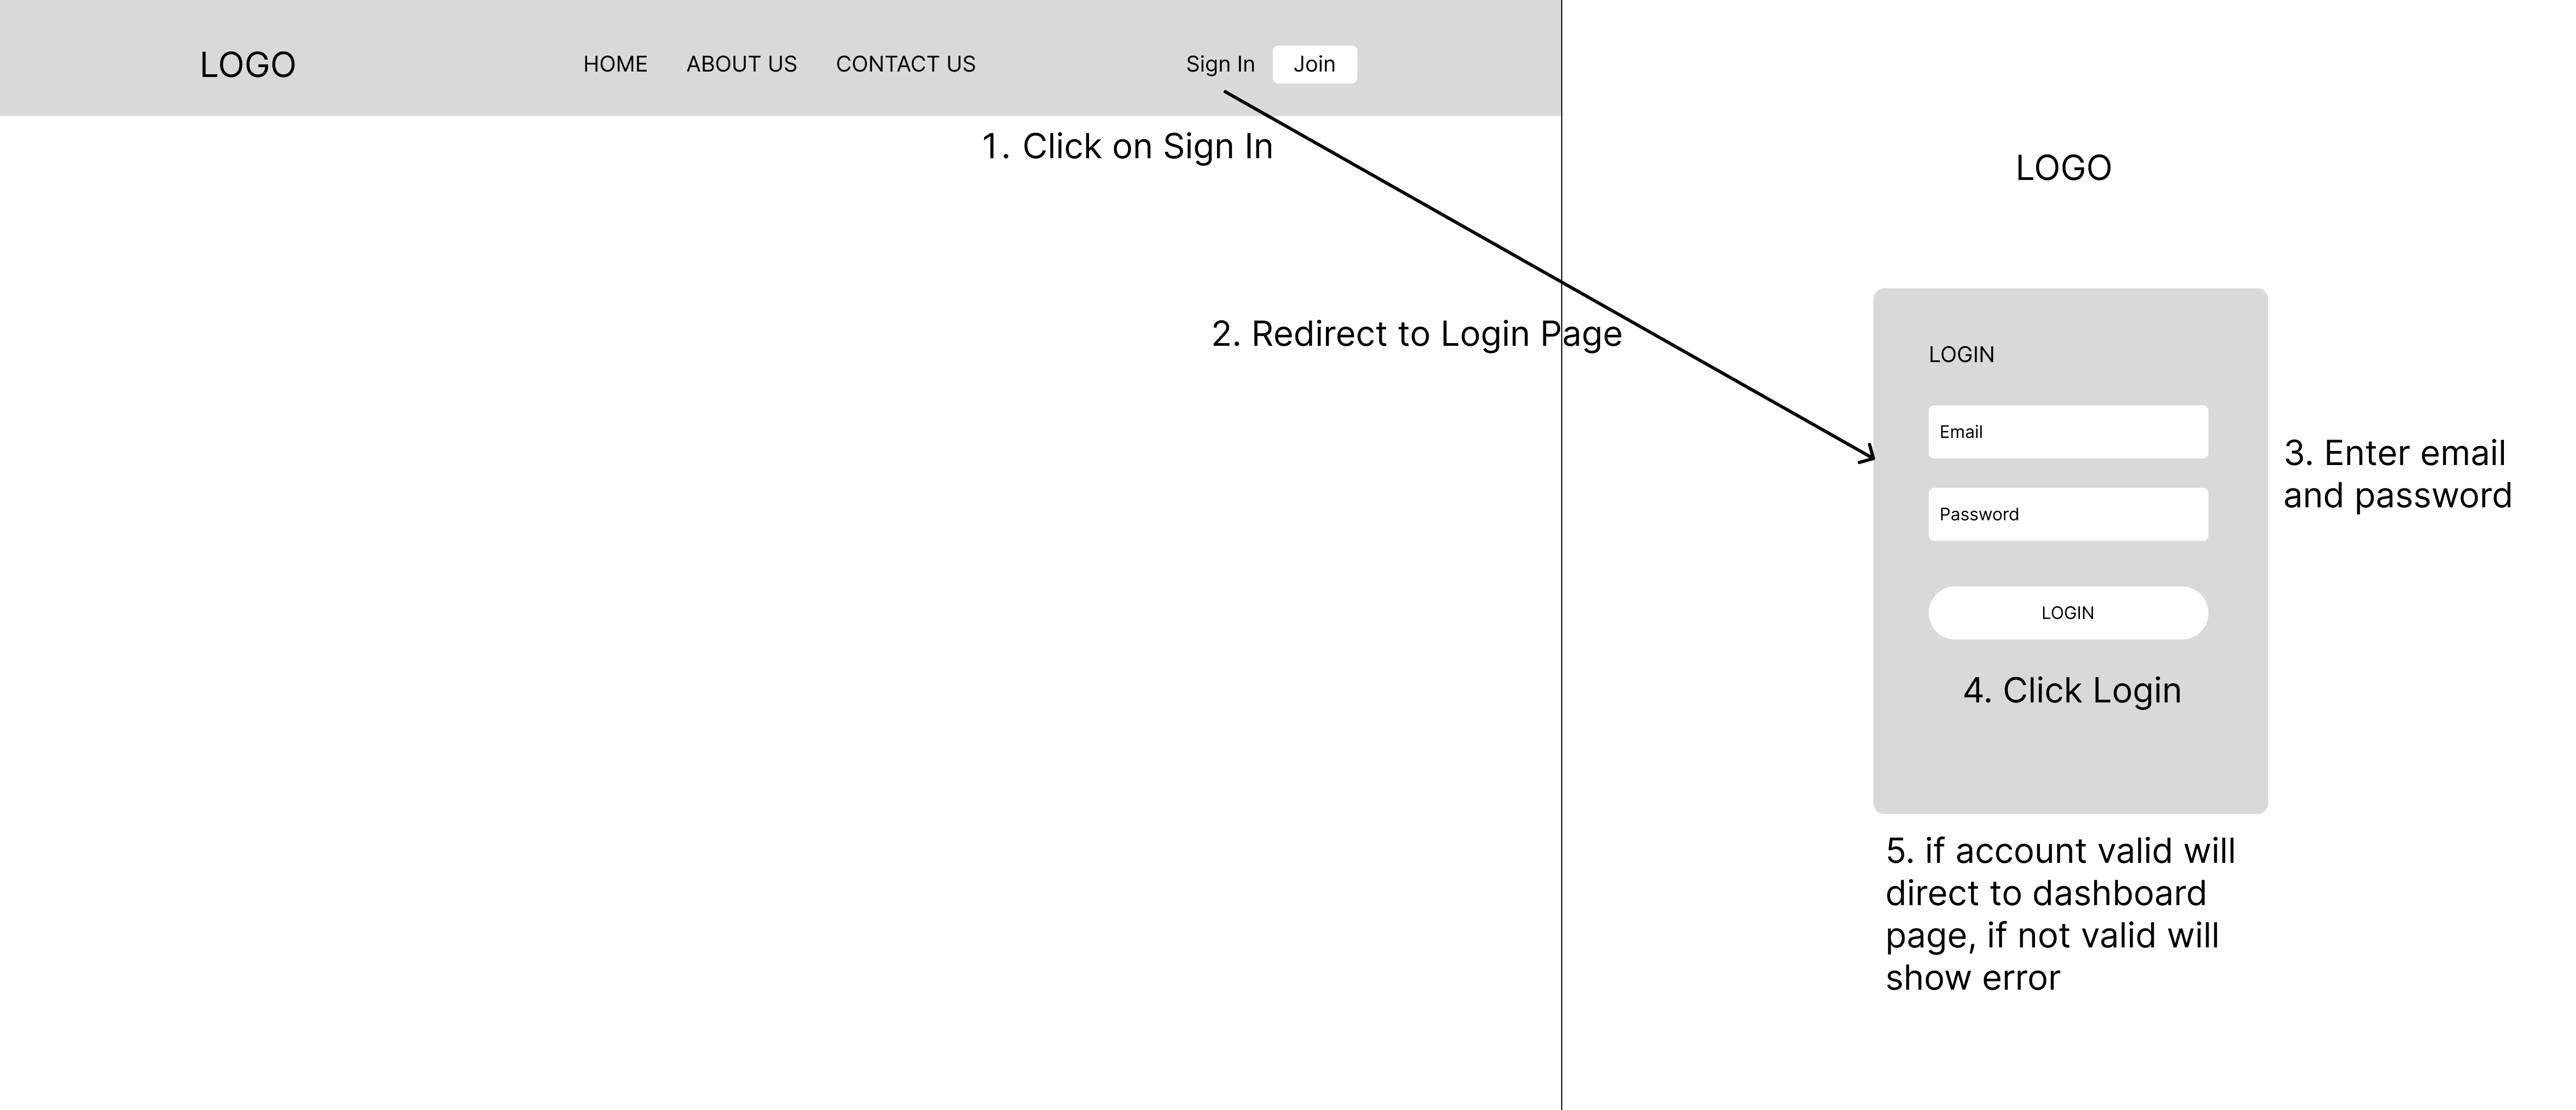 LOGO
HOME
ABOUT US
CONTACT US
Sign In
Join
1. Click on Sign In
2. Redirect to Login Page
LOGO
LOGIN
Email
Password
3. Enter email
and password
LOGIN
4. Click Login
5. if account valid will
direct to dashboard
page, if not valid will
show error